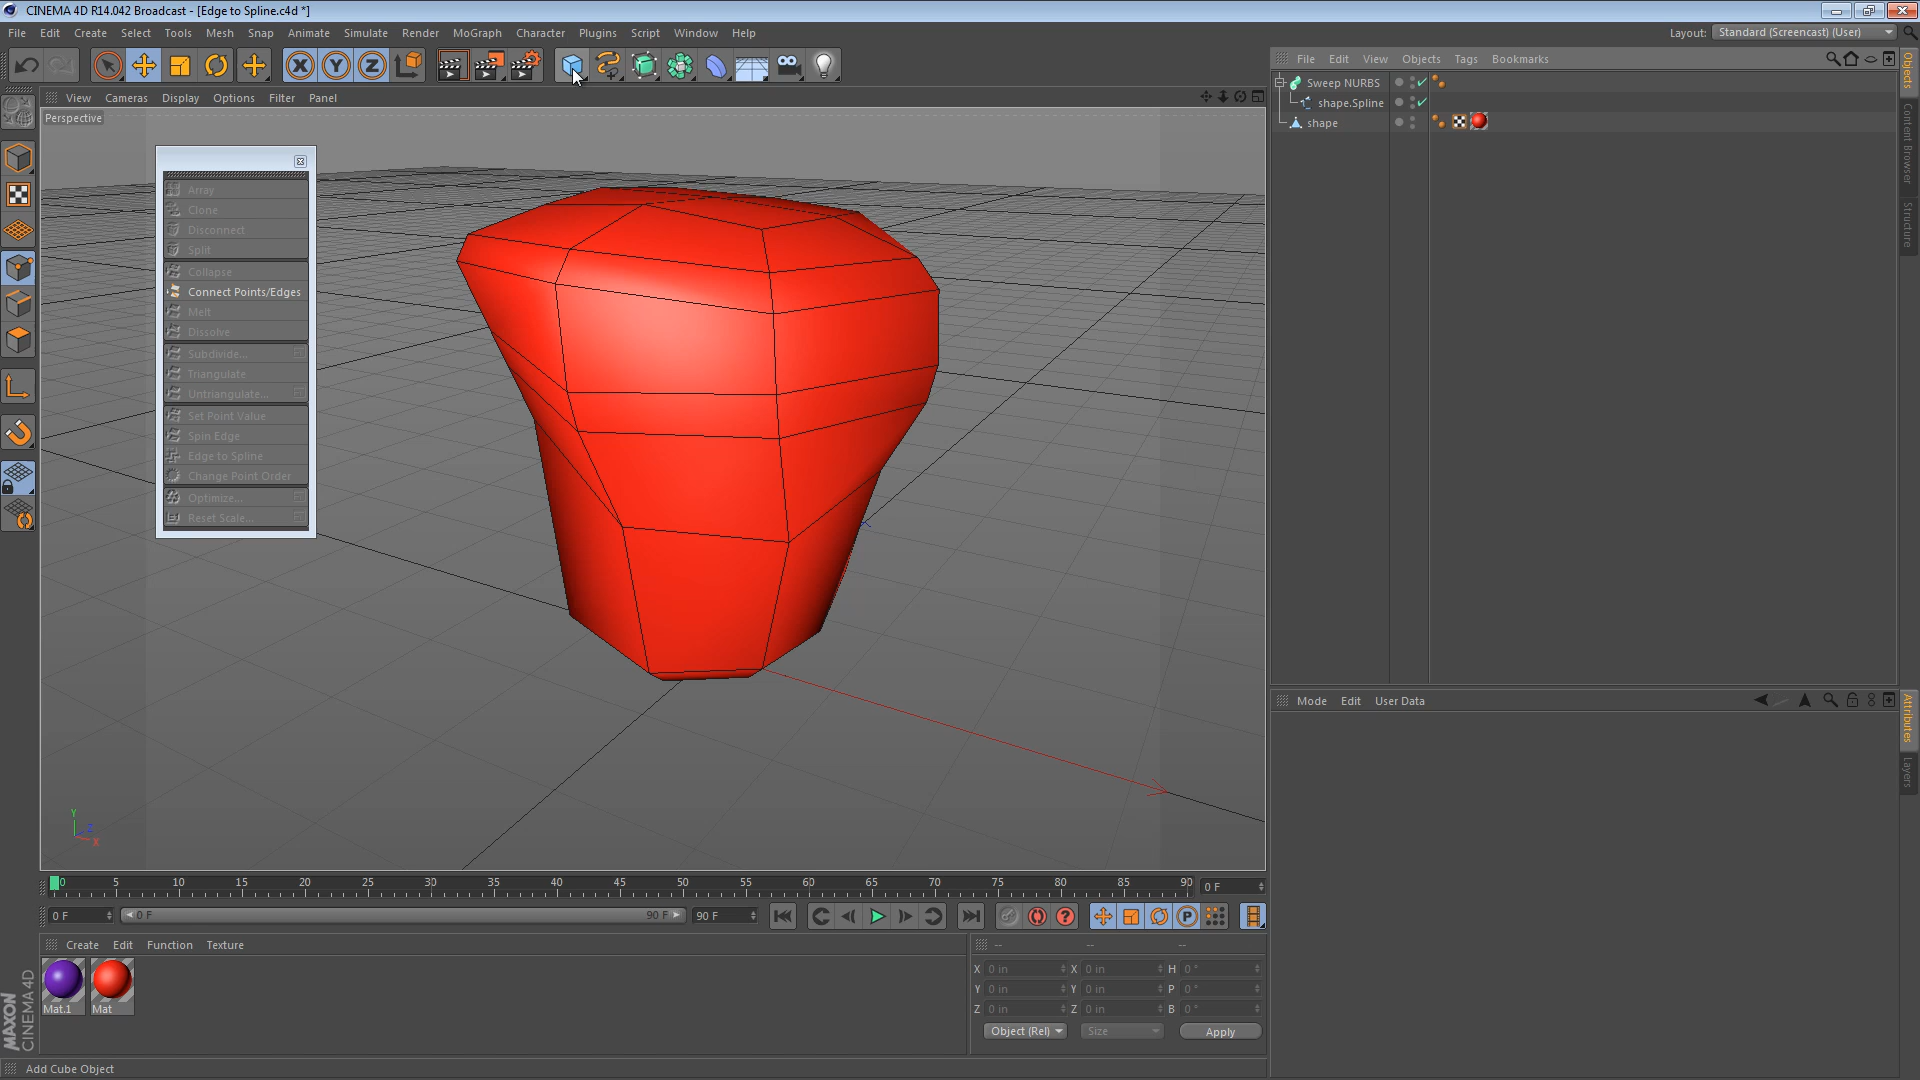 CINEMA 4D R14.042 Broadcast - [Edge to Spline.c4d *]
File Edit Create Select Tools Mesh Snap Animate Simulate Render MoGraph Character Plugins Script Window Help
Layout: Standard (Screencast) (User)
X Y Z
File Edit View Objects Tags Bookmarks
Sweep NURBS
shape.Spline
shape
Objects
Content Browser
Structure
View Cameras Display Options Filter Panel
Perspective
Array
Clone
Disconnect
Split
Collapse
Connect Points/Edges
Melt
Dissolve
Subdivide...
Triangulate
Untriangulate...
Set Point Value
Spin Edge
Edge to Spline
Change Point Order
Optimize...
Reset Scale...
Y
Z
X
Mode Edit User Data
Attributes
Layers
0 5 10 15 20 25 30 35 40 45 50 55 60 65 70 75 80 85 90
0 F
0 F 0 F 90 F 90 F
P
Create Edit Function Texture
Mat.1 Mat
-- -- --
X 0 in X 0 in H 0 °
Y 0 in Y 0 in P 0 °
Z 0 in Z 0 in B 0 °
Object (Rel) Size Apply
MAXON
CINEMA 4D
Add Cube Object